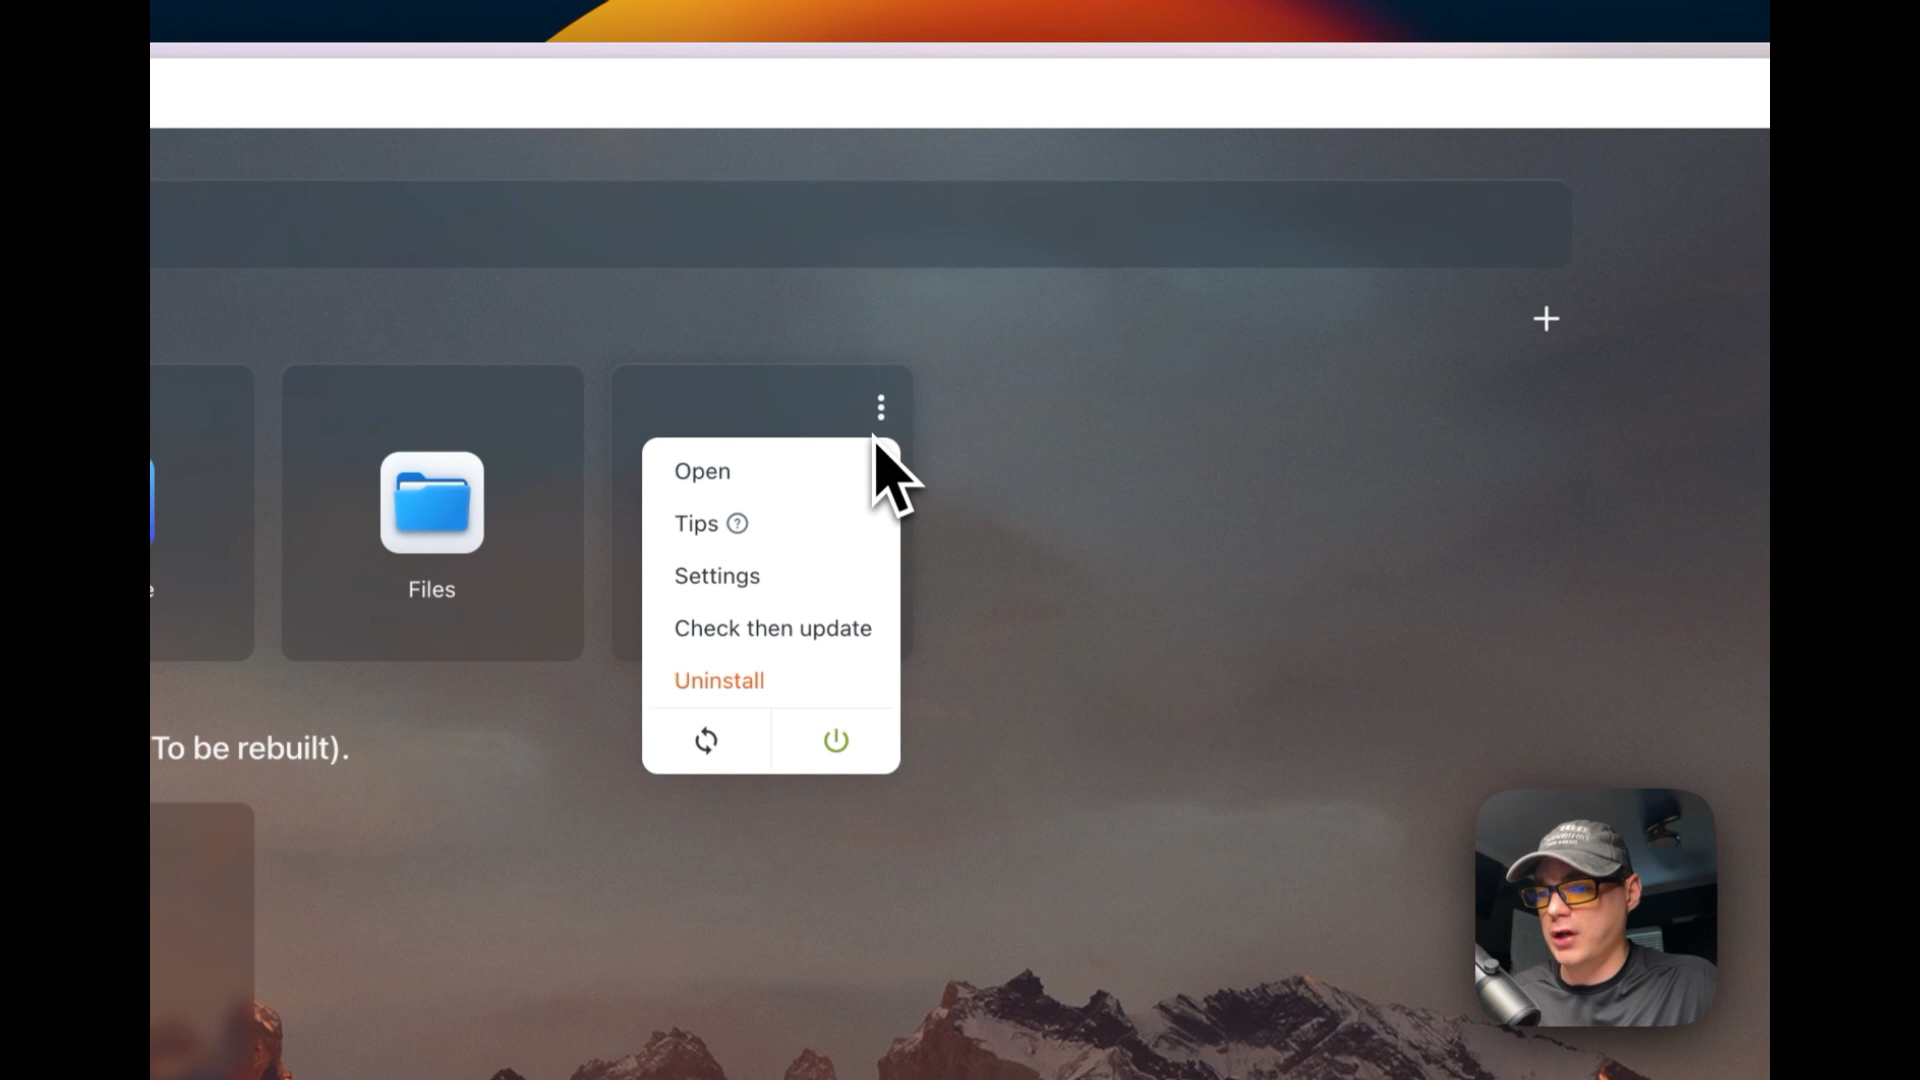 Open
Tips ?
Settings
Files
Check then update
Uninstall
To be rebuilt).